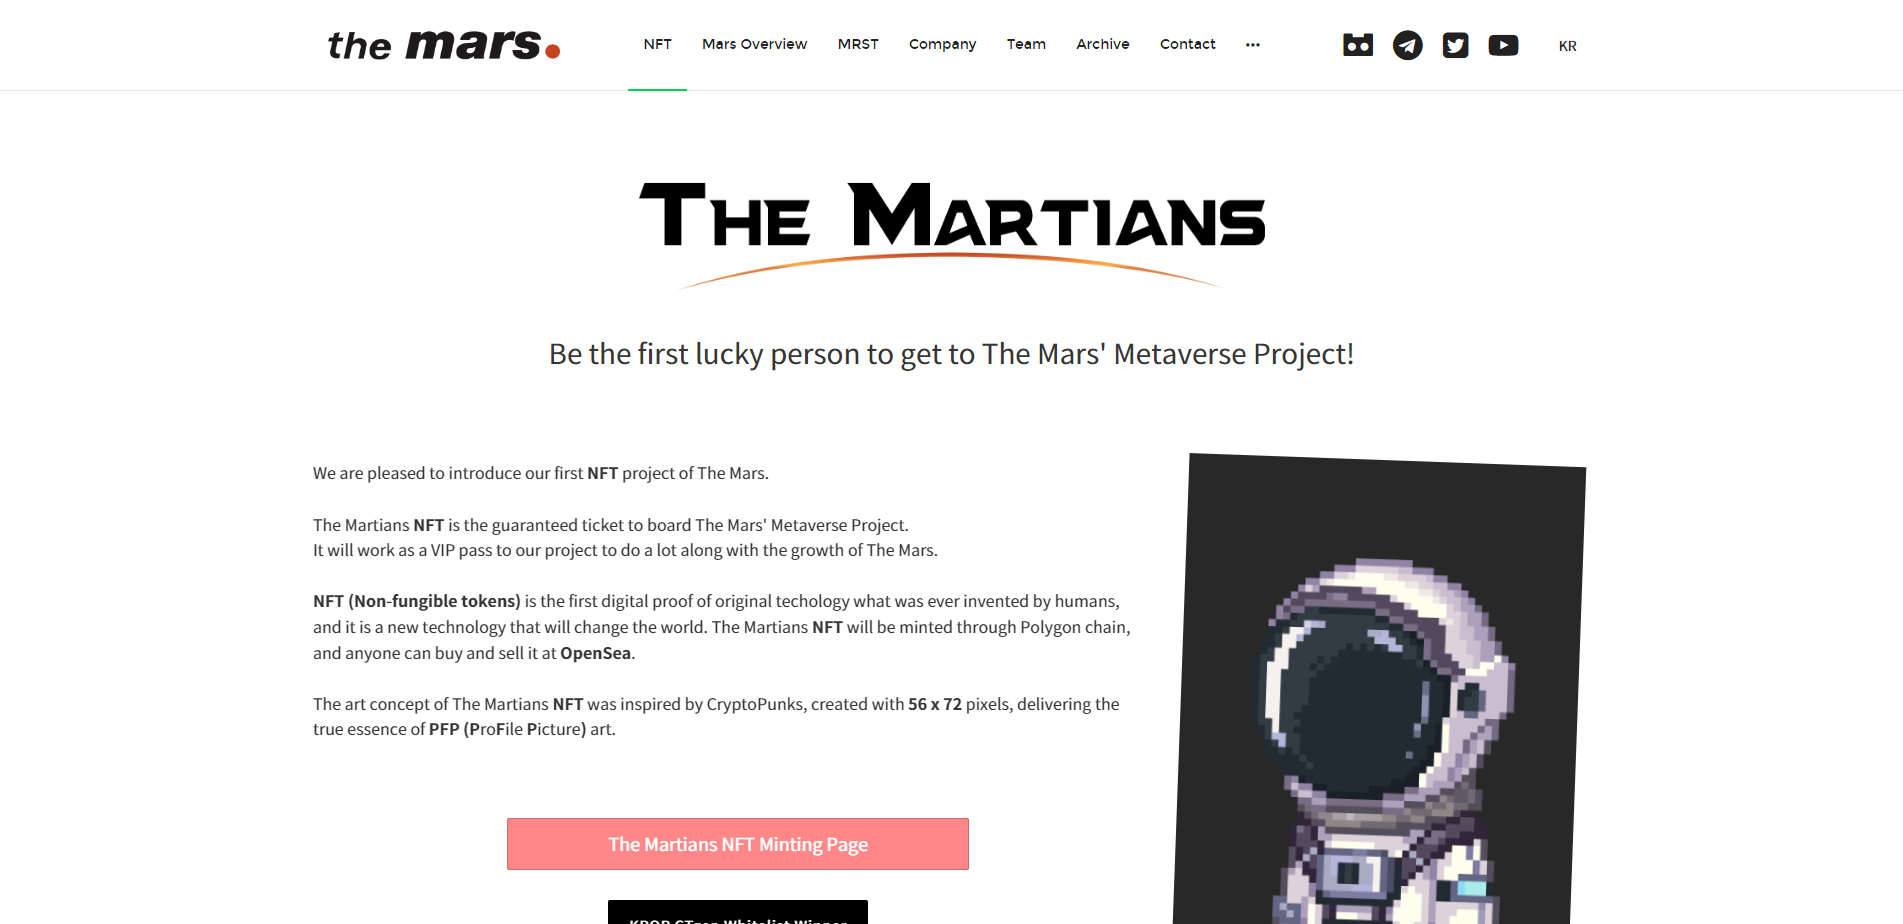 the mars.
NFT Mars Overview MRST Company Team Archive Contact ••• KR
THE MARTIANS
Be the first lucky person to get to The Mars' Metaverse Project!
We are pleased to introduce our first NFT project of The Mars.
The Martians NFT is the guaranteed ticket to board The Mars' Metaverse Project.
It will work as a VIP pass to our project to do a lot along with the growth of The Mars.
NFT (Non-fungible tokens) is the first digital proof of original techology what was ever invented by humans,
and it is a new technology that will change the world. The Martians NFT will be minted through Polygon chain,
and anyone can buy and sell it at OpenSea.
The art concept of The Martians NFT was inspired by CryptoPunks, created with 56 x 72 pixels, delivering the
true essence of PFP (ProFile Picture) art.
The Martians NFT Minting Page
Whitelist Winner